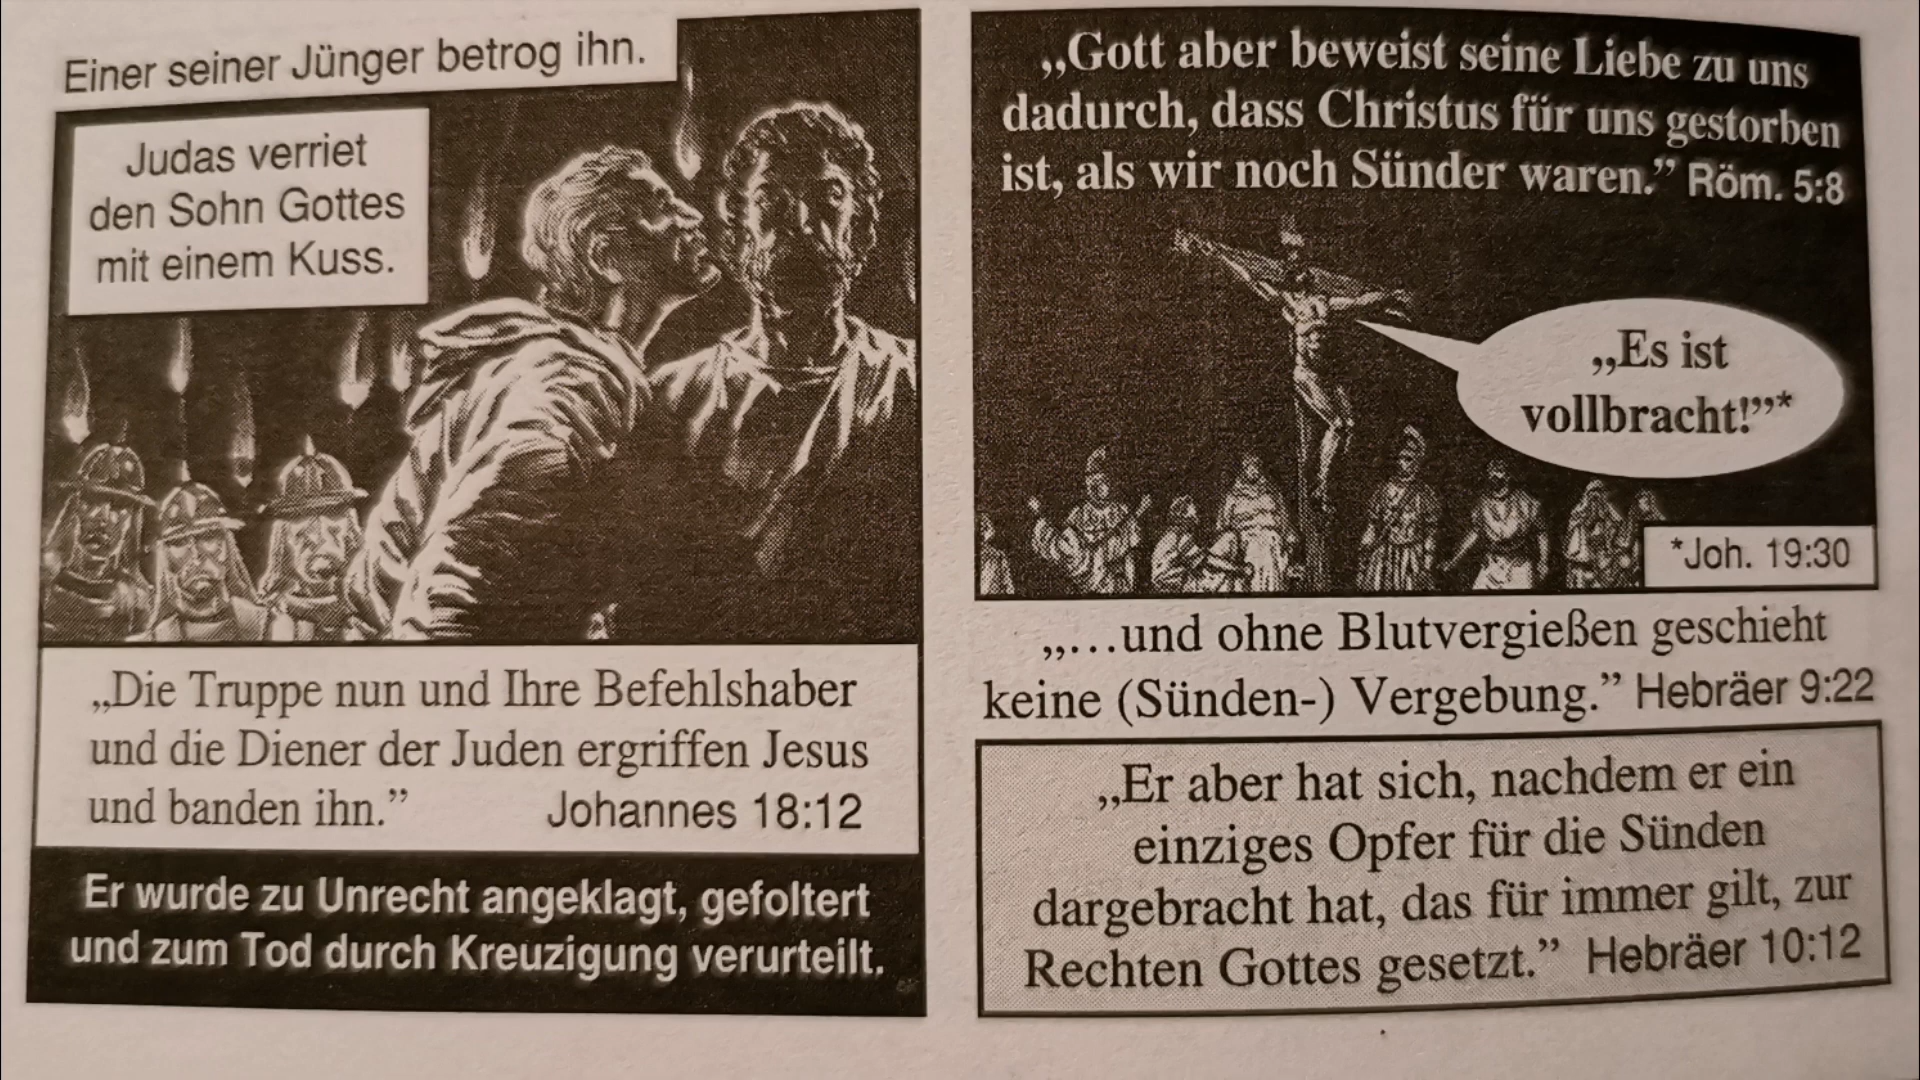 Einer seiner Jünger betrog ihn.
Judas verriet
den Sohn Gottes
mit einem Kuss.
„Die Truppe nun und Ihre Befehlshaber
und die Diener der Juden ergriffen Jesus
und banden ihn.” Johannes 18:12
Er wurde zu Unrecht angeklagt, gefoltert
und zum Tod durch Kreuzigung verurteilt.
„Gott aber beweist seine Liebe zu uns
dadurch, dass Christus für uns gestorben
ist, als wir noch Sünder waren.” Röm. 5:8
„Es ist
vollbracht!”*
*Joh. 19:30
„…und ohne Blutvergießen geschieht
keine (Sünden-) Vergebung.” Hebräer 9:22
„Er aber hat sich, nachdem er ein
einziges Opfer für die Sünden
dargebracht hat, das für immer gilt, zur
Rechten Gottes gesetzt.” Hebräer 10:12